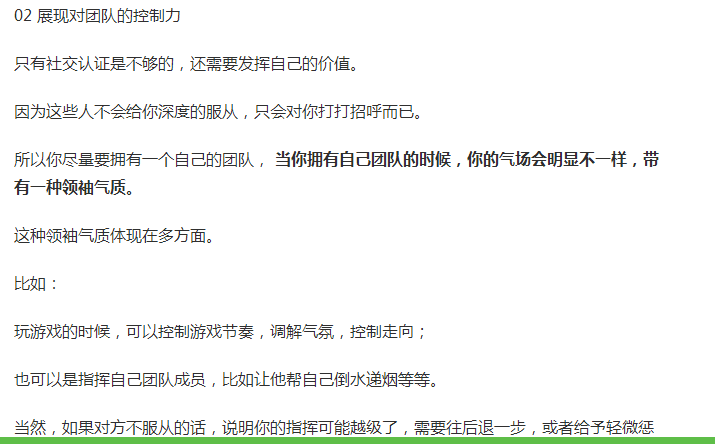 02 展现对团队的控制力
只有社交认证是不够的，还需要发挥自己的价值。
因为这些人不会给你深度的服从，只会对你打打招呼而已。
所以你尽量要拥有一个自己的团队， 当你拥有自己团队的时候，你的气场会明显不一样，带
有一种领袖气质。
这种领袖气质体现在多方面。
比如：
玩游戏的时候，可以控制游戏节奏，调解气氛，控制走向；
也可以是指挥自己团队成员，比如让他帮自己倒水递烟等等。
当然，如果对方不服从的话，说明你的指挥可能越级了，需要往后退一步，或者给予轻微惩